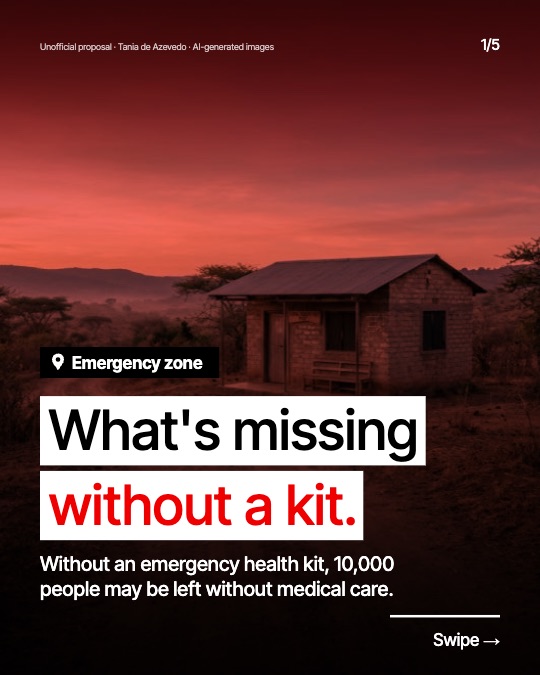 Unofficial proposal · Tania de Azevedo · AI-generated images
1/5
Emergency zone
What's missing
without a kit.
Without an emergency health kit, 10,000
people may be left without medical care.
Swipe →